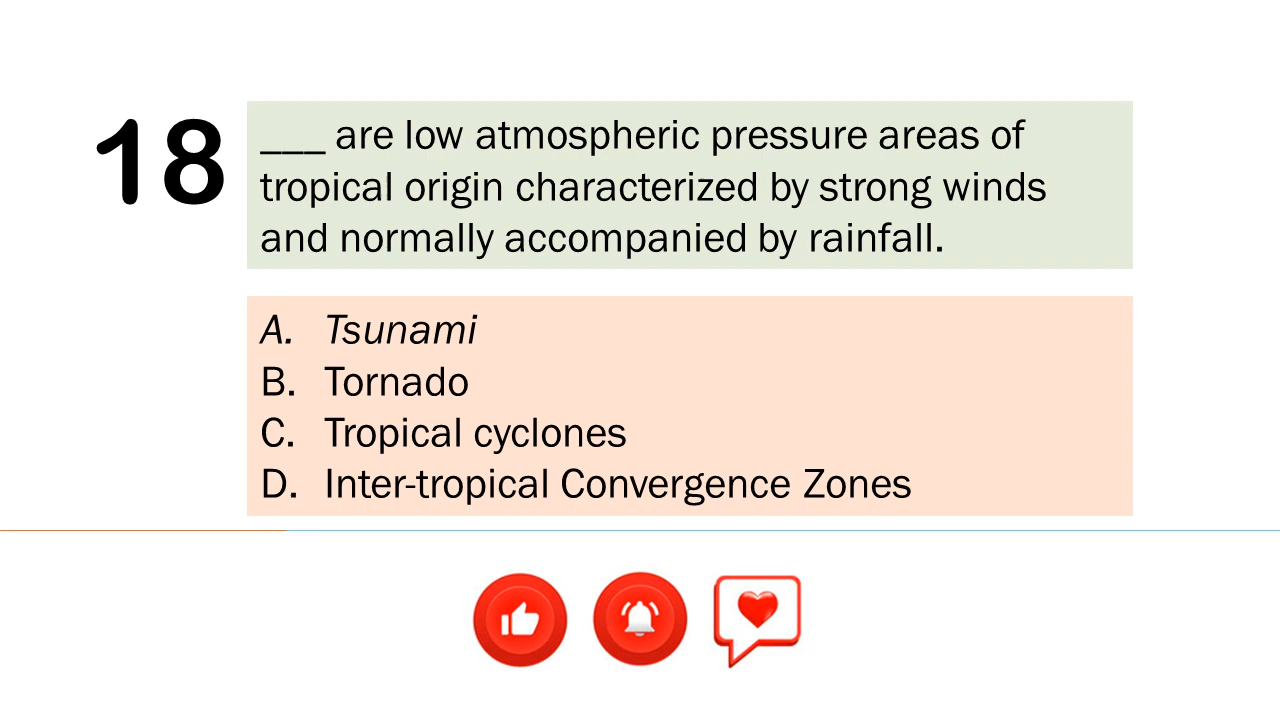 18
___ are low atmospheric pressure areas of
tropical origin characterized by strong winds
and normally accompanied by rainfall.
A. Tsunami
B. Tornado
C. Tropical cyclones
D. Inter-tropical Convergence Zones